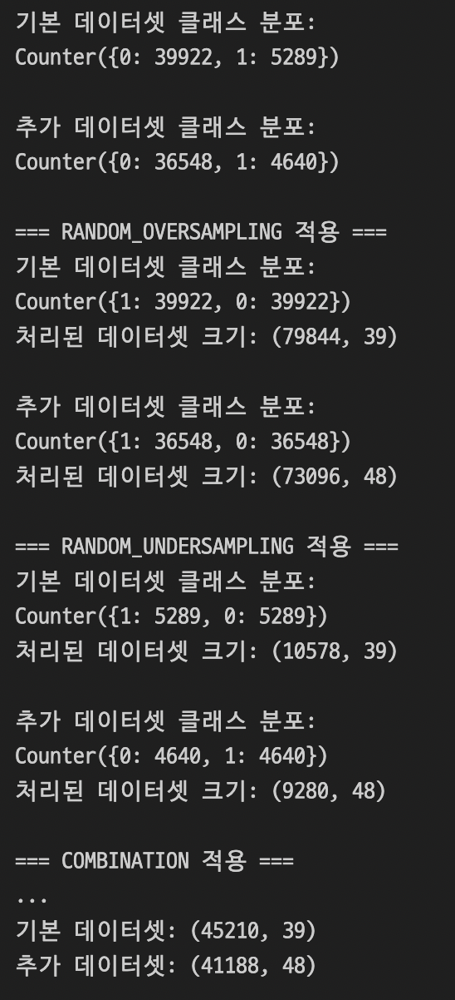 기본 데이터셋 클래스 분포:
Counter({0: 39922, 1: 5289})
추가 데이터셋 클래스 분포:
Counter({0: 36548, 1: 4640})
=== RANDOM_OVERSAMPLING 적용 ===
기본 데이터셋 클래스 분포:
Counter({1: 39922, 0: 39922})
처리된 데이터셋 크기: (79844, 39)
추가 데이터셋 클래스 분포:
Counter({1: 36548, 0: 36548})
처리된 데이터셋 크기: (73096, 48)
=== RANDOM_UNDERSAMPLING 적용 ===
기본 데이터셋 클래스 분포:
Counter({1: 5289, 0: 5289})
처리된 데이터셋 크기: (10578, 39)
추가 데이터셋 클래스 분포:
Counter({0: 4640, 1: 4640})
처리된 데이터셋 크기: (9280, 48)
=== COMBINATION 적용 ===
...
기본 데이터셋: (45210, 39)
추가 데이터셋: (41188, 48)